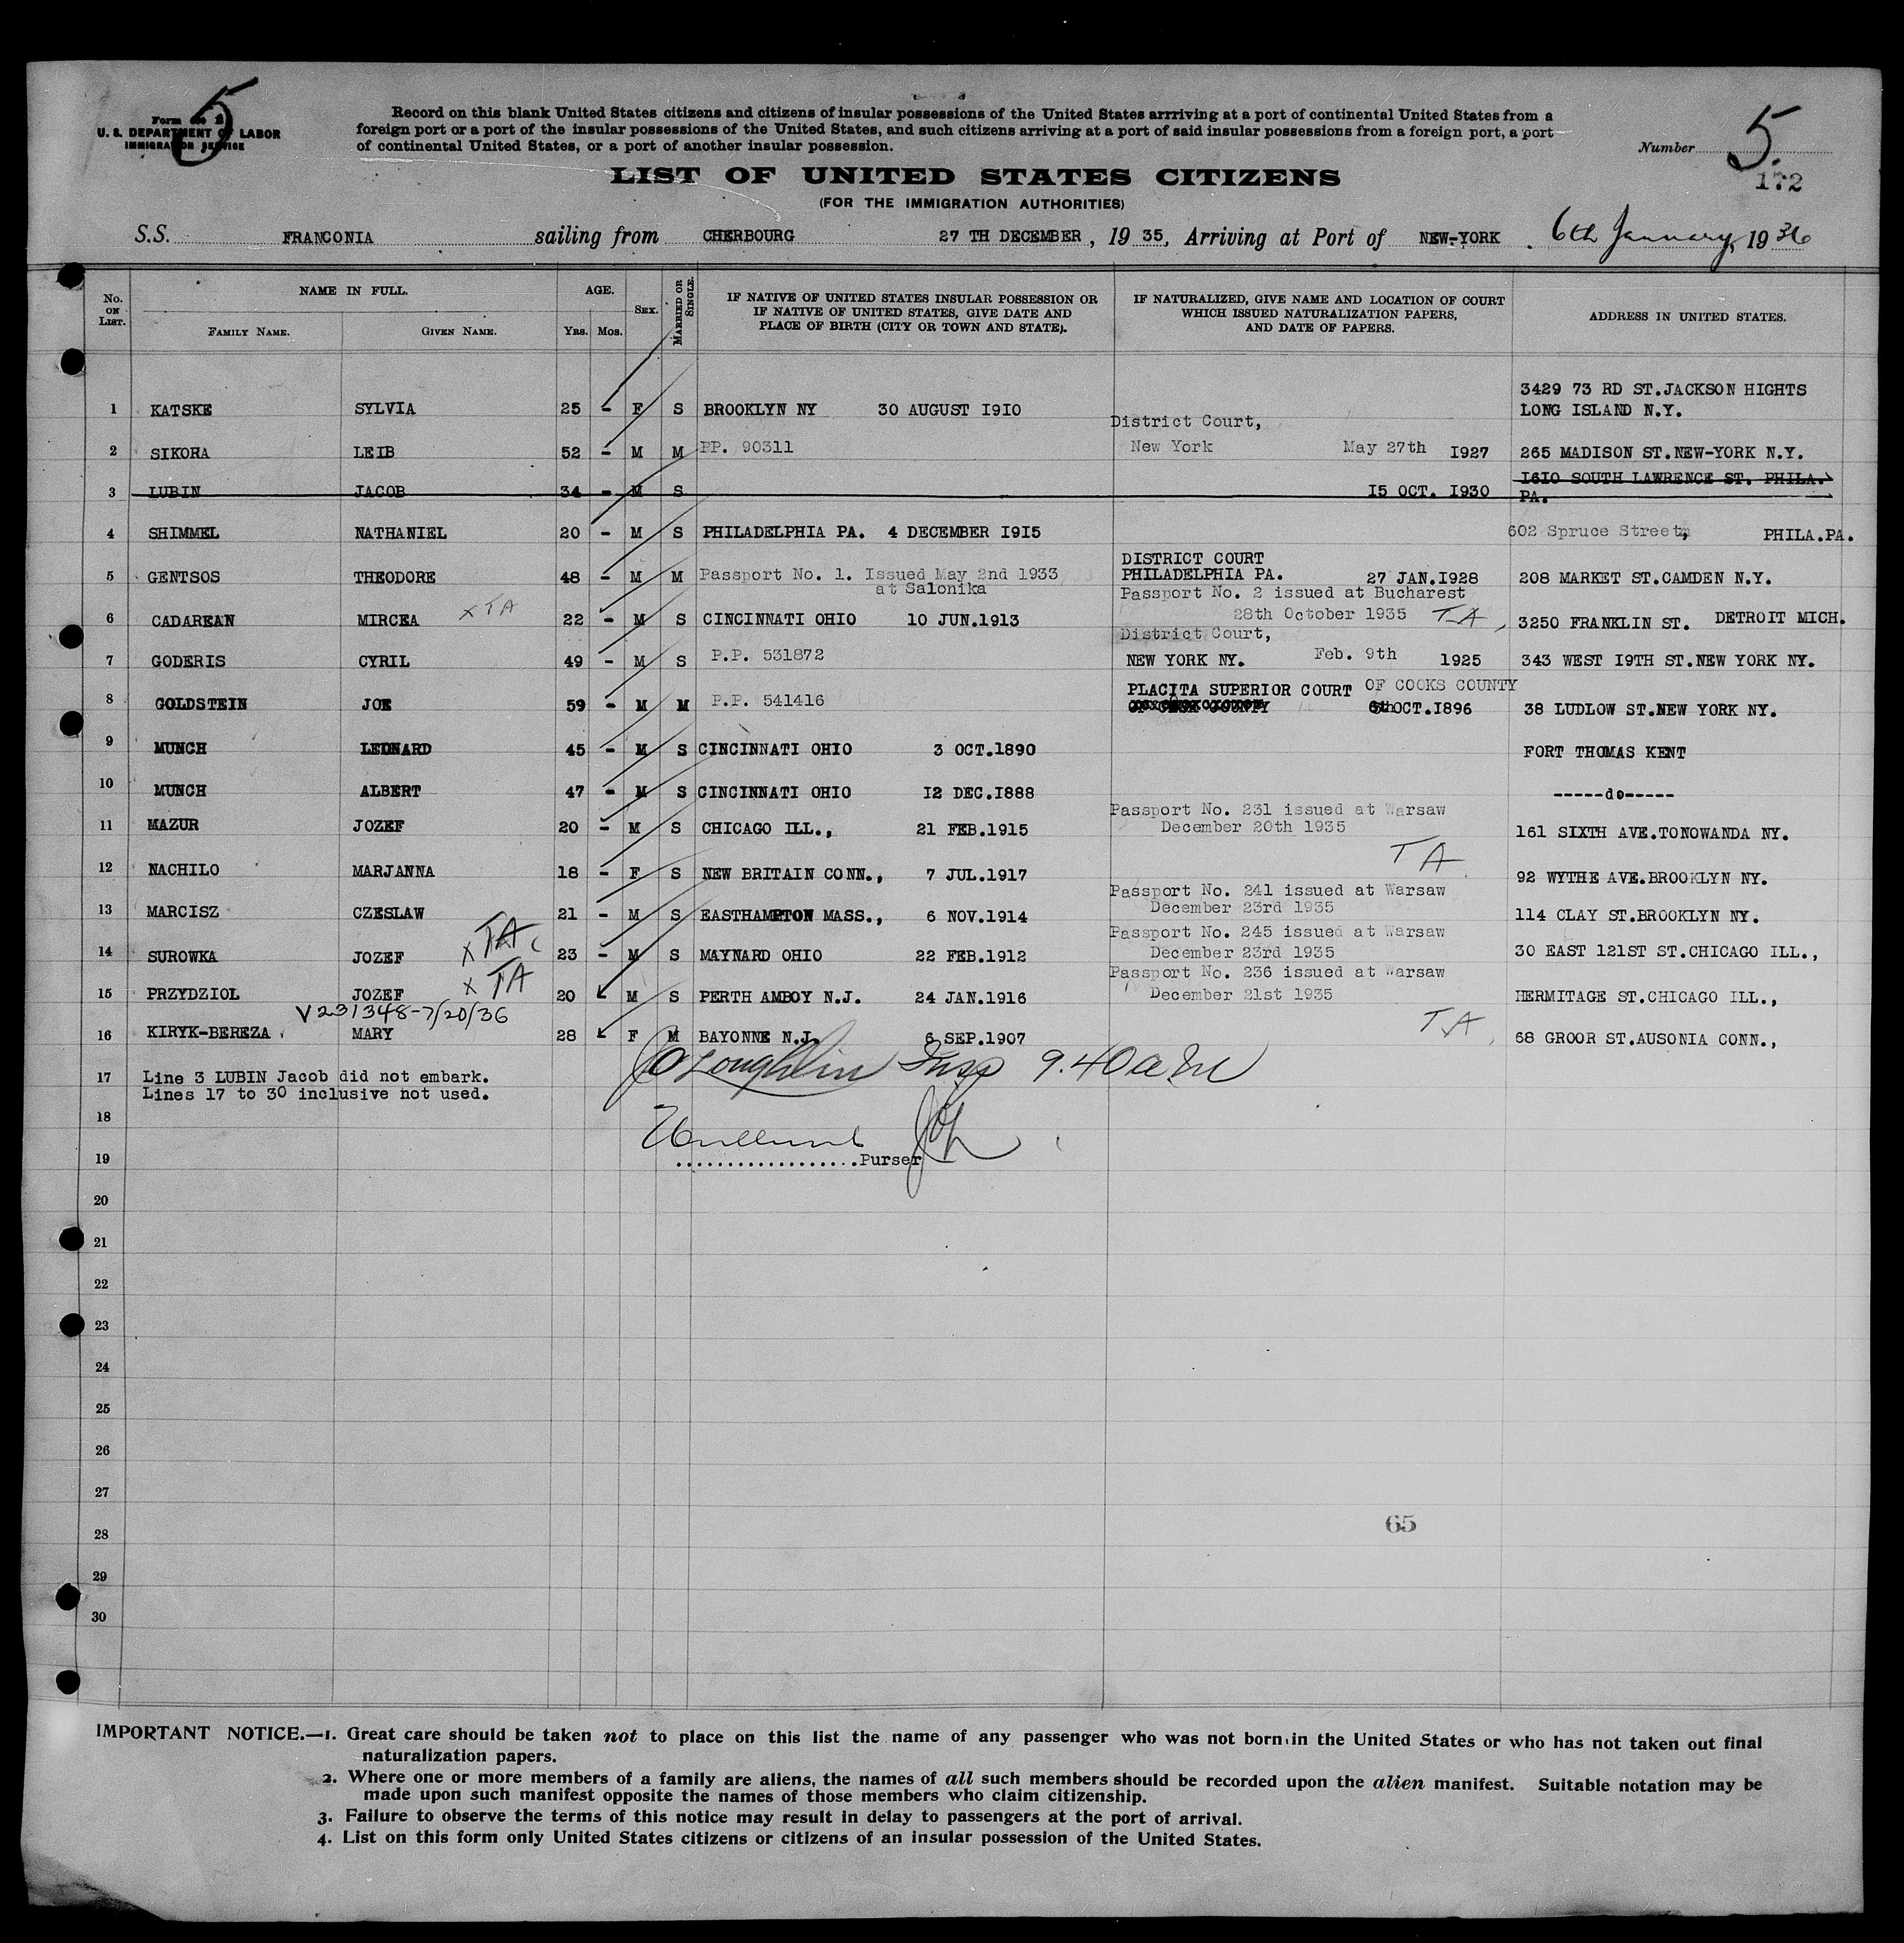 5
Form
U. S. DEPARTMENT OF LABOR
IMMIGRATION SERVICE
Record on this blank United States citizens and citizens of insular possessions of the United States arrriving at a port of continental United States from a
foreign port or a port of the insular possessions of the United States, and such citizens arriving at a port of said insular possessions from a foreign port, a port
of continental United States, or a port of another insular possession.
Number 5.
172
LIST OF UNITED STATES CITIZENS
(FOR THE IMMIGRATION AUTHORITIES)
S.S. FRANCONIA sailing from CHERBOURG 27 TH DECEMBER, 1935, Arriving at Port of NEW-YORK. 6th January, 1936
No. ON LIST. NAME IN FULL. AGE. SEX. MARRIED OR SINGLE. IF NATIVE OF UNITED STATES INSULAR POSSESSION OR IF NATIVE OF UNITED STATES, GIVE DATE AND PLACE OF BIRTH (CITY OR TOWN AND STATE). IF NATURALIZED, GIVE NAME AND LOCATION OF COURT WHICH ISSUED NATURALIZATION PAPERS, AND DATE OF PAPERS. ADDRESS IN UNITED STATES.
FAMILY NAME. GIVEN NAME. YRS. MOS.
3429 73 RD ST.JACKSON HIGHTS
1 KATSKE SYLVIA 25 - F S BROOKLYN NY 30 AUGUST I9I0 LONG ISLAND N.Y.
District Court,
2 SIKORA LEIB 52 - M M PP. 90311 New York May 27th I927 265 MADISON ST.NEW-YORK N.Y.
3 LUBIN JACOB 34 - M S I5 OCT. I930 I6I0 SOUTH LAWRENCE ST. PHILA.
PA.
4 SHIMMEL NATHANIEL 20 - M S PHILADELPHIA PA. 4 DECEMBER I9I5 602 Spruce Street, PHILA.PA.
DISTRICT COURT
5 GENTSOS THEODORE 48 - M M Passport No. 1. Issued May 2nd 1933 PHILADELPHIA PA. 27 JAN.I928 208 MARKET ST.CAMDEN N.Y.
at Salonika Passport No. 2 issued at Bucharest
28th October 1935 TA
6 CADAREAN MIRCEA x TA 22 - M S CINCINNATI OHIO 10 JUN.1913 3250 FRANKLIN ST. DETROIT MICH.
District Court,
7 GODERIS CYRIL 49 - M S P.P. 531872 NEW YORK NY. Feb. 9th 1925 343 WEST I9TH ST.NEW YORK NY.
PLACITA SUPERIOR COURT OF COOKS COUNTY
8 GOLDSTEIN JOE 59 - M M P.P. 541416 OCT.I896 38 LUDLOW ST.NEW YORK NY.
9 MUNCH LEONARD 45 - M S CINCINNATI OHIO 3 OCT.1890 FORT THOMAS KENT
10 MUNCH ALBERT 47 - M S CINCINNATI OHIO I2 DEC.I888 -----do-----
Passport No. 231 issued at Warsaw
11 MAZUR JOZEF 20 - M S CHICAGO ILL., 21 FEB.1915 December 20th 1935 161 SIXTH AVE.TONOWANDA NY.
TA
12 NACHILO MARJANNA 18 - F S NEW BRITAIN CONN., 7 JUL.1917 92 WYTHE AVE.BROOKLYN NY.
Passport No. 241 issued at Warsaw
13 MARCISZ CZESLAW 21 - M S EASTHAMPTON MASS., 6 NOV.1914 December 23rd 1935 114 CLAY ST.BROOKLYN NY.
Passport No. 245 issued at Warsaw
14 SUROWKA JOZEF x TA 23 - M S MAYNARD OHIO 22 FEB.1912 December 23rd 1935 30 EAST 121ST ST.CHICAGO ILL.,
Passport No. 236 issued at Warsaw
15 PRZYDZIOL JOZEF x TA 20 M S PERTH AMBOY N.J. 24 JAN.1916 December 21st 1935 HERMITAGE ST.CHICAGO ILL.,
V231348-7/20/36 TA
16 KIRYK-BEREZA MARY 28 F M BAYONNE N.J. 6 SEP.1907 68 GROOR ST.AUSONIA CONN.,
JO'Loughlin Insp 9.40 a M
17 Line 3 LUBIN Jacob did not embark.
Lines 17 to 30 inclusive not used.
18
19 Purser
20
21
22
23
24
25
26
27
28 65
29
30
IMPORTANT NOTICE.—1. Great care should be taken not to place on this list the name of any passenger who was not born in the United States or who has not taken out final
naturalization papers.
2. Where one or more members of a family are aliens, the names of all such members should be recorded upon the alien manifest. Suitable notation may be
made upon such manifest opposite the names of those members who claim citizenship.
3. Failure to observe the terms of this notice may result in delay to passengers at the port of arrival.
4. List on this form only United States citizens or citizens of an insular possession of the United States.